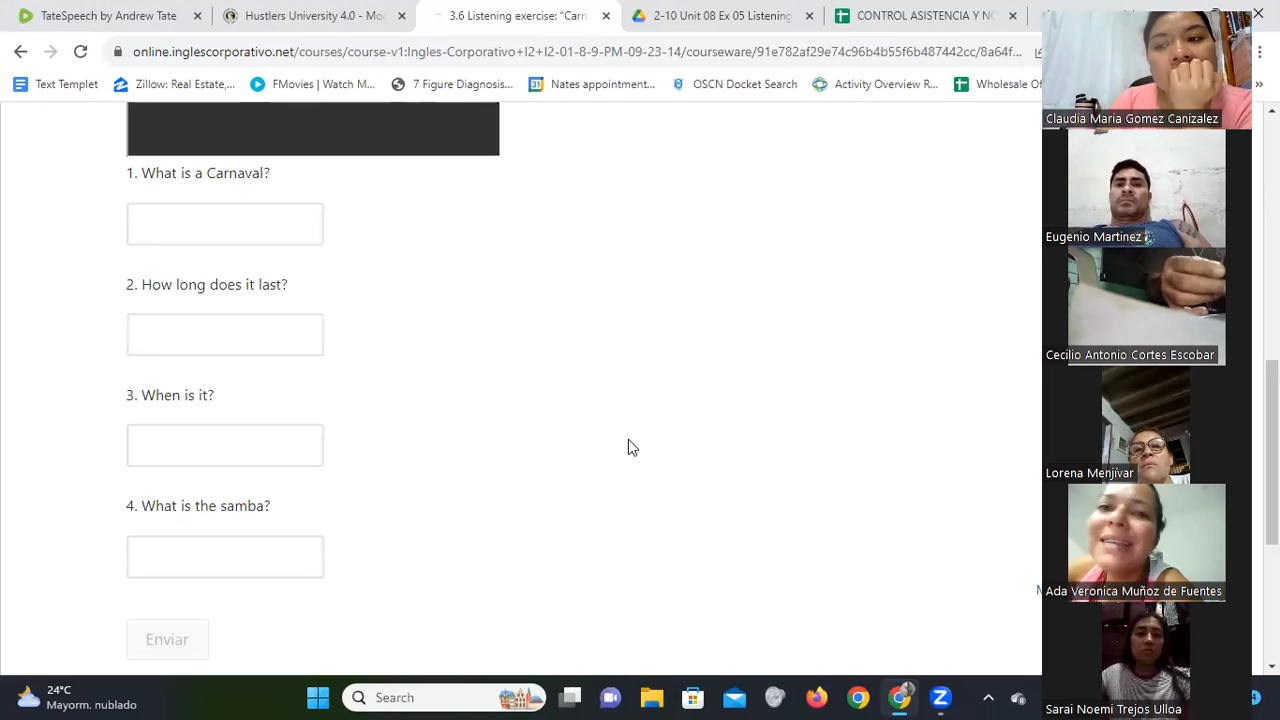 TateSpeech by Andrew
Hustlers University 4.0 - Mod
3.6 Listening exercise: "Carn
2-10 Unit 08 Ex 05 Listening
CONTROL ASISTENCIA Y NO
online.inglescorporativo.net/courses/course-v1:Ingles-Corporativo+I2+I2-01-8-9-PM-09-23-14/courseware/91e782af29e74c96b4b55f6b487442cc/8a64f...
Text Templet
Zillow: Real Estate,...
FMovies | Watch M...
7 Figure Diagnosis...
dates appointment...
OSCN Docket Search
Activity Overview R...
Wholesale O
Claudia Maria Gomez Canizalez
1. What is a Carnaval?
Eugenio Martinez
2. How long does it last?
Cecilio Antonio Cortes Escobar
3. When is it?
Lorena Menjívar
4. What is the samba?
Ada Veronica Muñoz de Fuentes
Enviar
24°C
Mayorm. nublado
Search
Sarai Noemi Trejos Ulloa